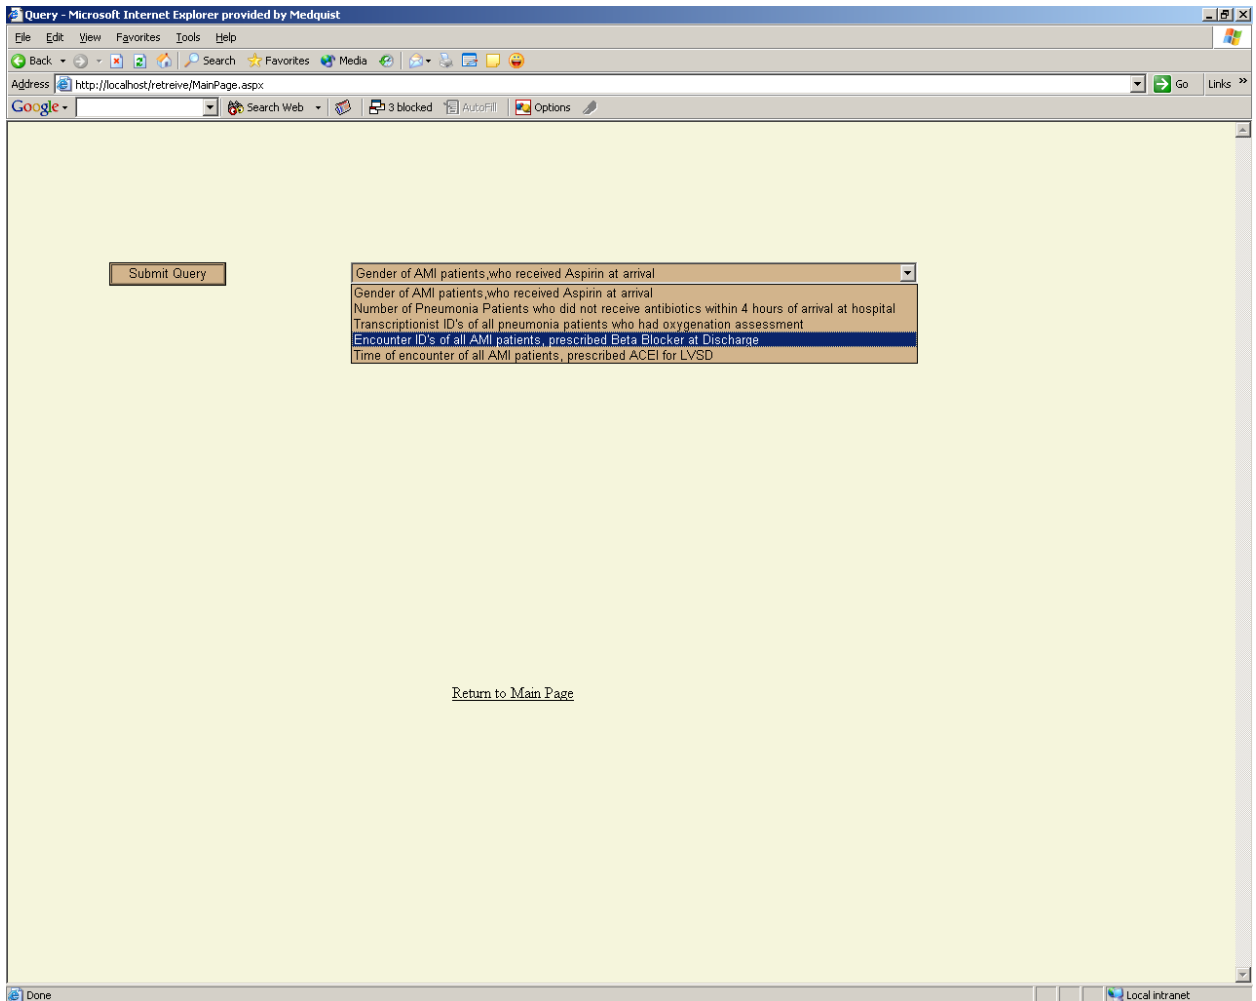 Query - Microsoft Internet Explorer provided by Medquist
File Edit View Favorites Tools Help
Back Search Favorites Media
Address http://localhost/retreive/MainPage.aspx Go Links »
Google Search Web 3 blocked AutoFill Options
Submit Query Gender of AMI patients,who received Aspirin at arrival
Gender of AMI patients,who received Aspirin at arrival
Number of Pneumonia Patients who did not receive antibiotics within 4 hours of arrival at hospital
Transcriptionist ID's of all pneumonia patients who had oxygenation assessment
Encounter ID's of all AMI patients, prescribed Beta Blocker at Discharge
Time of encounter of all AMI patients, prescribed ACEI for LVSD
Return to Main Page
Done Local intranet